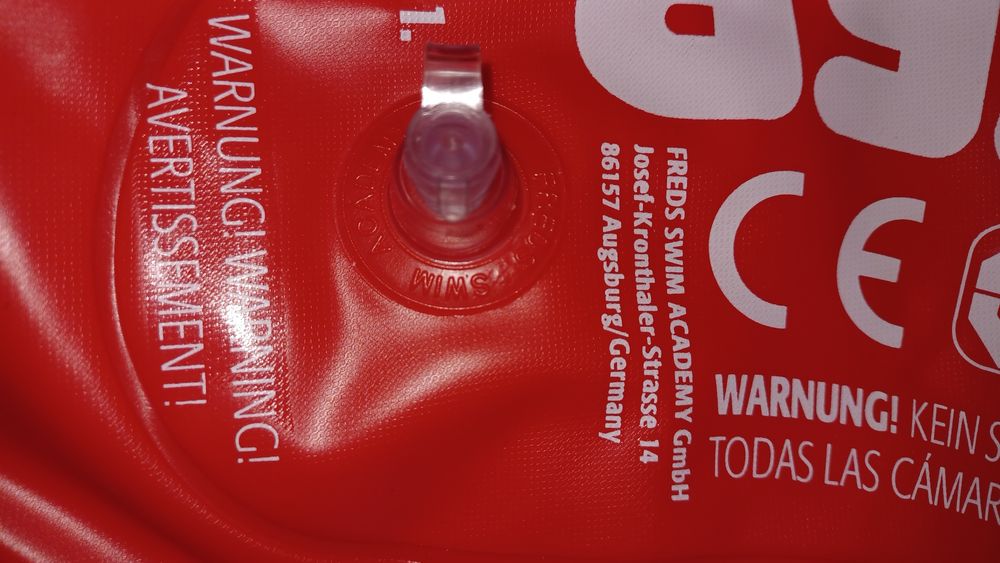 1.
WARNUNG! WARNING!
AVERTISSEMENT!
SWIM
FREDS SWIM ACADEMY GmbH
Josef-Kronthaler-Strasse 14
86157 Augsburg/Germany
CE
WARNUNG! KEIN S
TODAS LAS CÁMAR